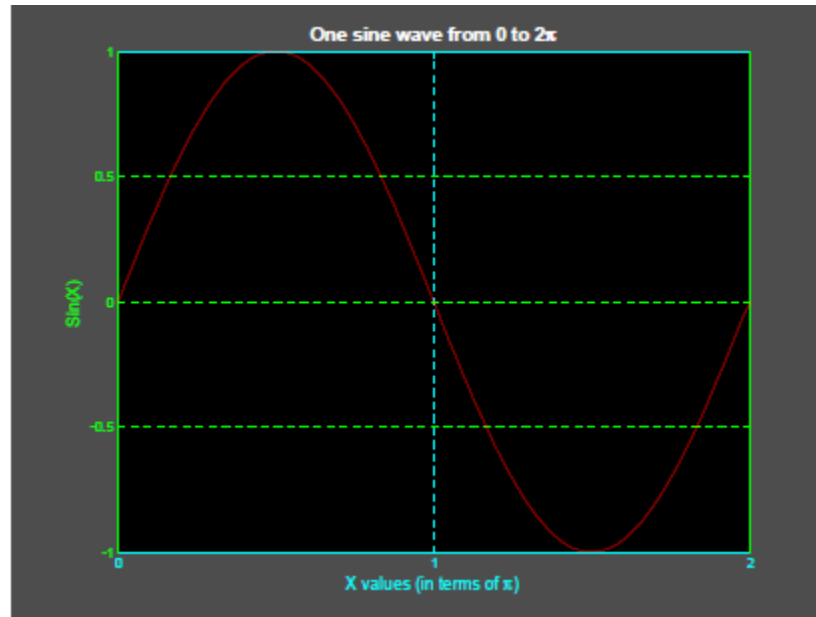 One sine wave from 0 to 2π
1
0.5
0
-0.5
-1
Sin(X)
0
1
2
X values (in terms of π)